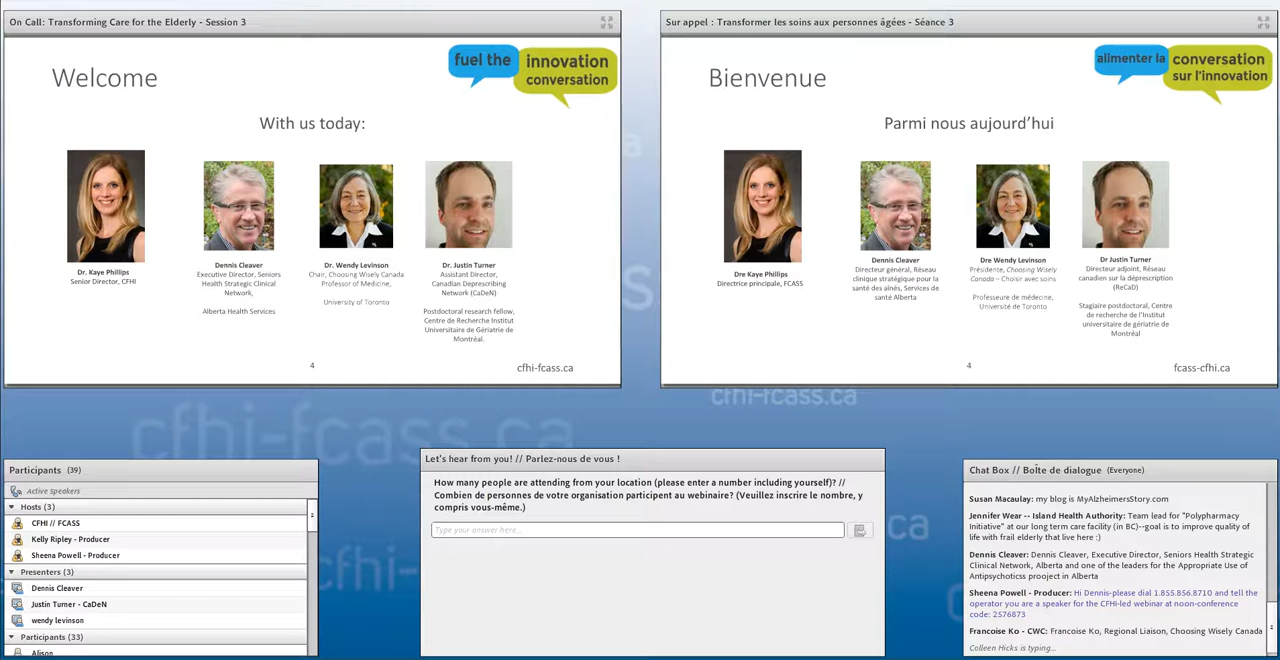 On Call: Transforming Care for the Elderly - Session 3
Welcome
fuel the
innovation
conversation
With us today:
Dr. Kaye Phillips
Senior Director, CFHI
Dennis Cleaver
Executive Director, Seniors
Health Strategic Clinical
Network,
Alberta Health Services
Dr. Wendy Levinson
Chair, Choosing Wisely Canada
Professor of Medicine,
University of Toronto
Dr. Justin Turner
Assistant Director,
Canadian Deprescribing
Network (CaDeN)
Postdoctoral research fellow,
Centre de Recherche Institut
Universitaire de Gériatrie de
Montréal.
4
cfhi-fcass.ca
Sur appel : Transformer les soins aux personnes âgées - Séance 3
Bienvenue
alimenter la
conversation
sur l'innovation
Parmi nous aujourd'hui
Dre Kaye Phillips
Directrice principale, FCASS
Dennis Cleaver
Directeur général, Réseau
clinique stratégique pour la
santé des aînés, Services de
santé Alberta
Dre Wendy Levinson
Présidente, Choosing Wisely
Canada – Choisir avec soins
Professeure de médecine,
Université de Toronto
Dr Justin Turner
Directeur adjoint, Réseau
canadien sur la déprescription
(ReCaD)
Stagiaire postdoctoral, Centre
de recherche de l'Institut
universitaire de gériatrie de
Montréal
4
fcass-cfhi.ca
cfhi-fcass.ca
cfhi-fcass.ca
Participants (39)
Active Speakers
Hosts (3)
CFHI // FCASS
Kelly Ripley - Producer
Sheena Powell - Producer
Presenters (3)
Dennis Cleaver
Justin Turner - CaDeN
wendy levinson
Participants (33)
Alison
Let's hear from you! // Parlez-nous de vous !
How many people are attending from your location (please enter a number including yourself)? //
Combien de personnes de votre organisation participent au webinaire? (Veuillez inscrire le nombre, y
compris vous-même.)
Type your answer here...
Chat Box // Boîte de dialogue (Everyone)
Susan Macaulay: my blog is MyAlzheimersStory.com
Jennifer Wear -- Island Health Authority: Team lead for "Polypharmacy
Initiative" at our long term care facility (in BC)--goal is to improve quality of
life with frail elderly that live here :)
Dennis Cleaver: Dennis Cleaver, Executive Director, Seniors Health Strategic
Clinical Network, Alberta and one of the leaders for the Appropriate Use of
Antipsychoticss prooject in Alberta
Sheena Powell - Producer: Hi Dennis-please dial 1.855.856.8710 and tell the
operator you are a speaker for the CFHI-led webinar at noon-conference
code: 2576873
Francoise Ko - CWC: Francoise Ko, Regional Liaison, Choosing Wisely Canada
Colleen Hicks is typing...